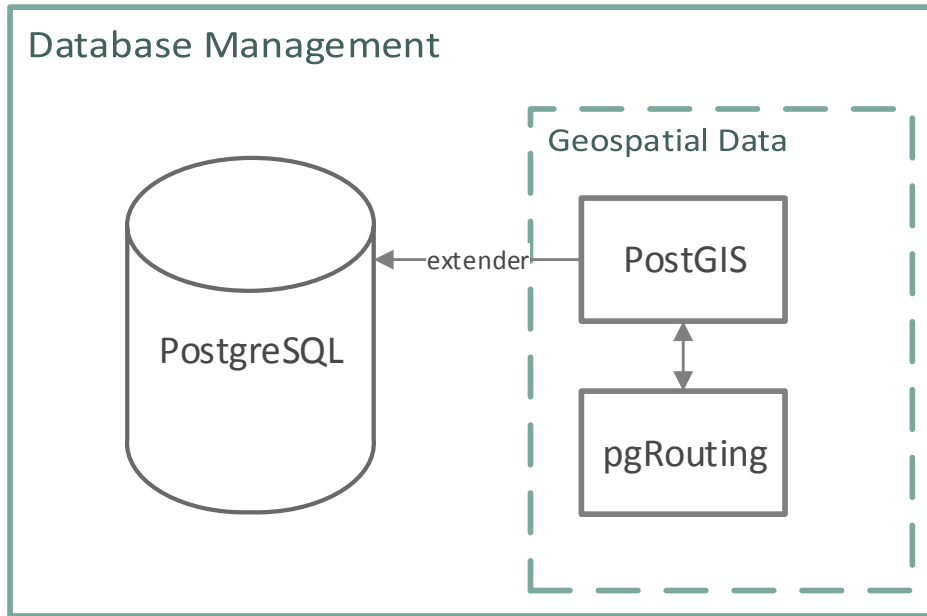 Database Management
Geospatial Data
PostgreSQL
extender
PostGIS
pgRouting